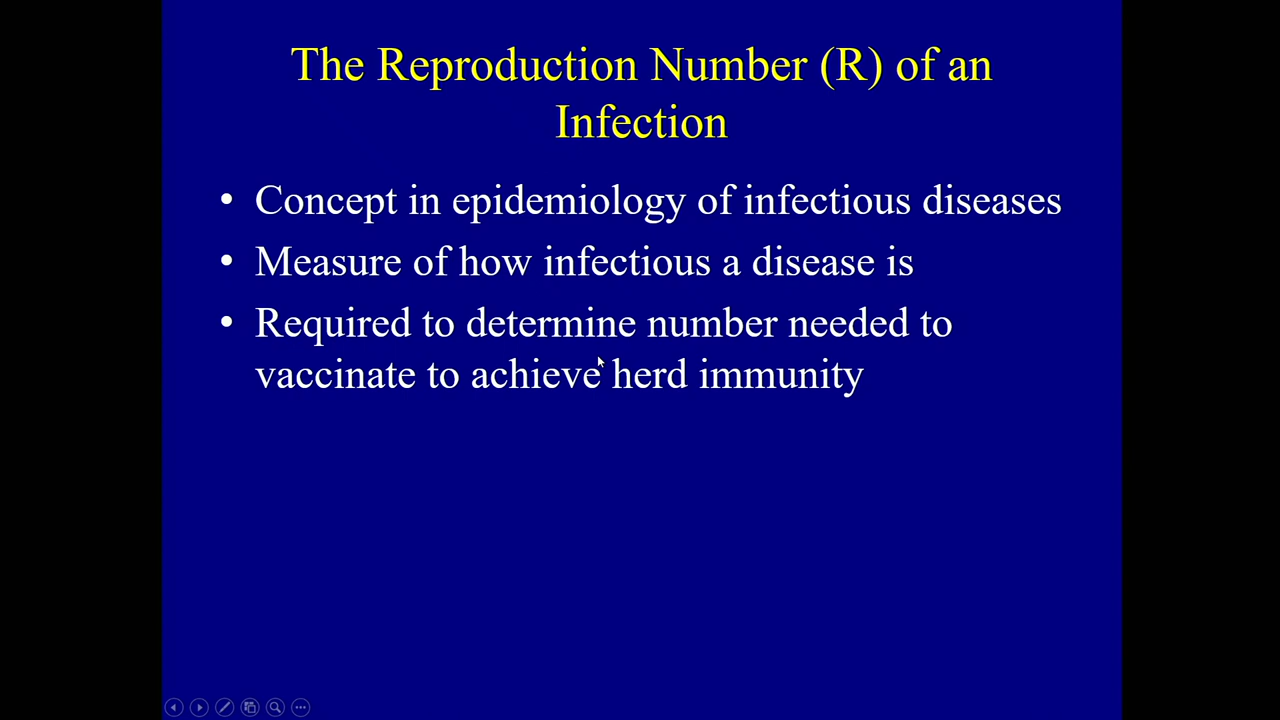 The Reproduction Number (R) of an
Infection
• Concept in epidemiology of infectious diseases
• Measure of how infectious a disease is
• Required to determine number needed to
vaccinate to achieve herd immunity